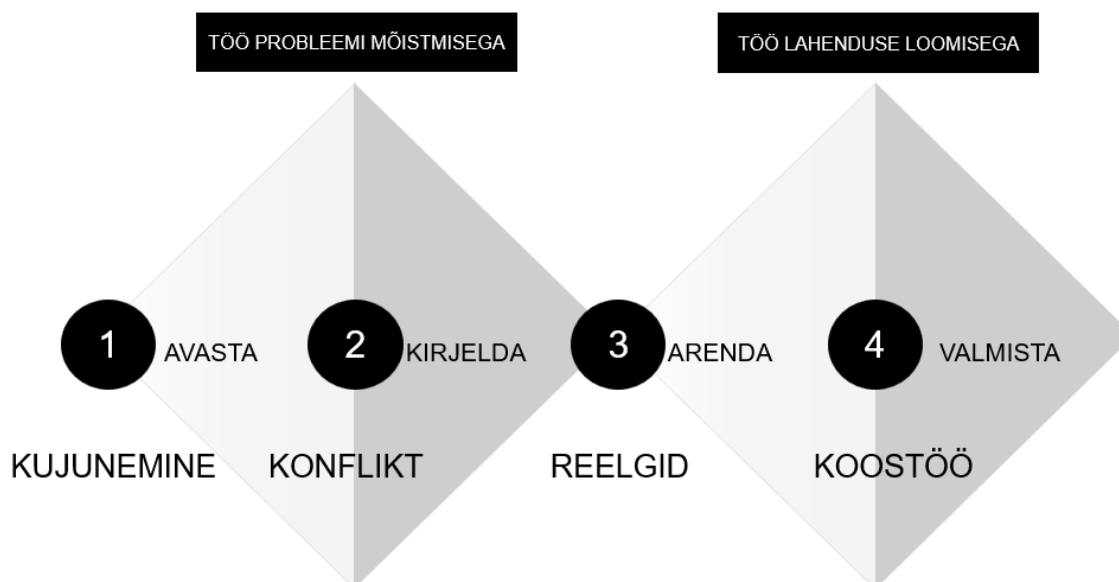 TÖÖ PROBLEEMI MÕISTMISEGA
TÖÖ LAHENDUSE LOOMISEGA
1 AVASTA
2 KIRJELDA
3 ARENDA
4 VALMISTA
KUJUNEMINE
KONFLIKT
REELGID
KOOSTÖÖ